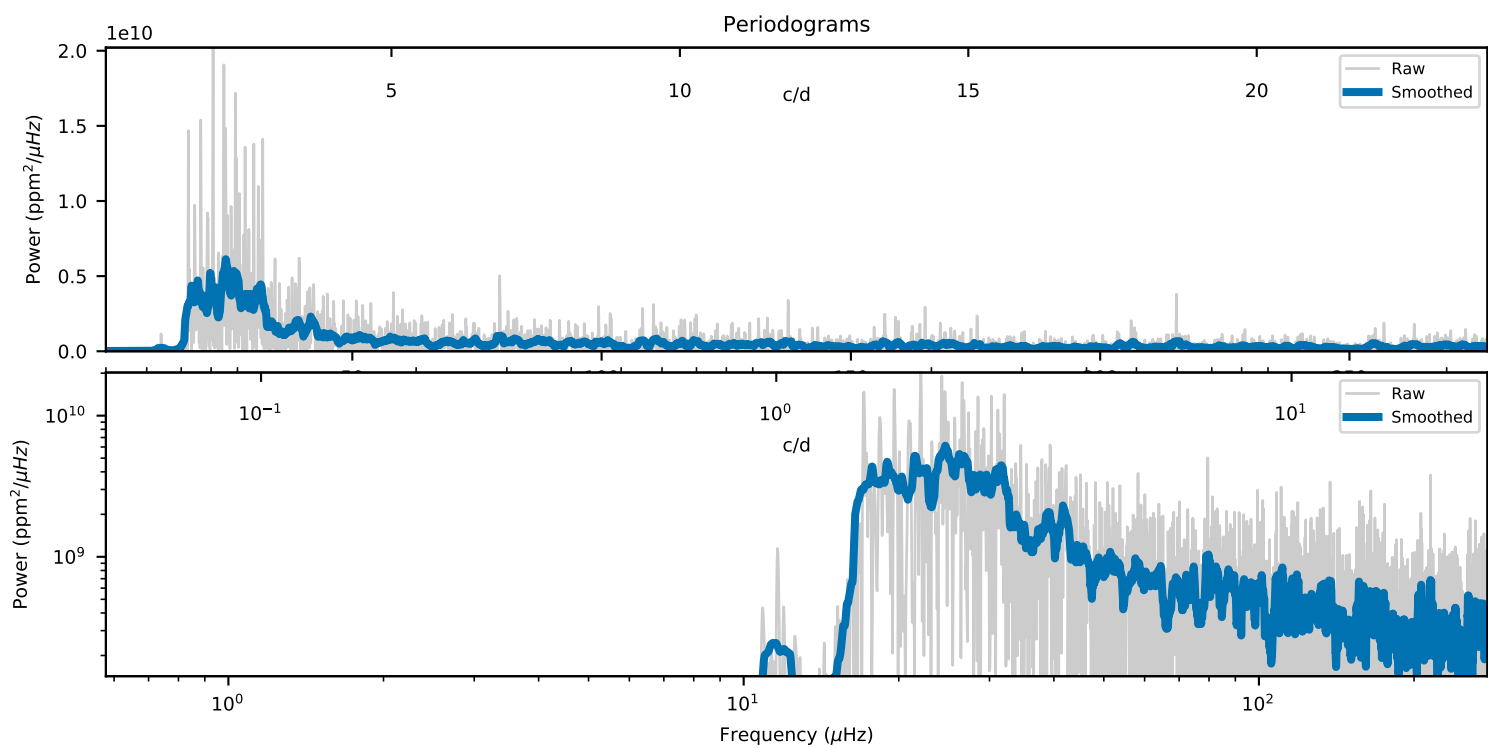 Periodograms
1e10
2.0
1.5
1.0
0.5
0.0
Power (ppm²/μHz)
5
10
15
20
c/d
Raw
Smoothed
10⁻¹
10⁰
10¹
c/d
Raw
Smoothed
10¹⁰
10⁹
Power (ppm²/μHz)
10⁰
10¹
10²
Frequency (μHz)